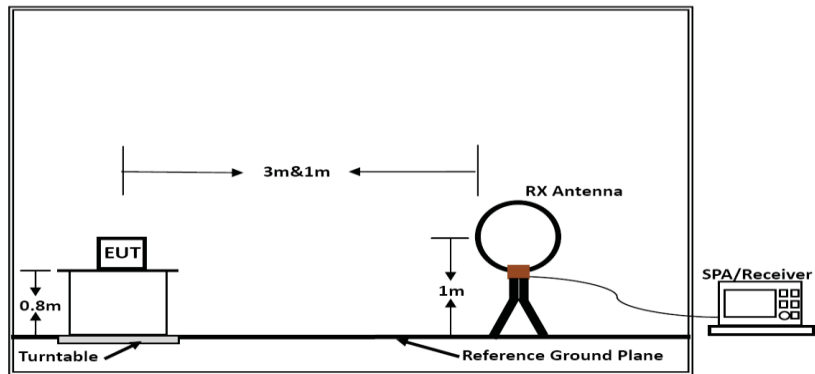 3m&1m
RX Antenna
EUT
SPA/Receiver
0.8m
1m
Turntable
Reference Ground Plane